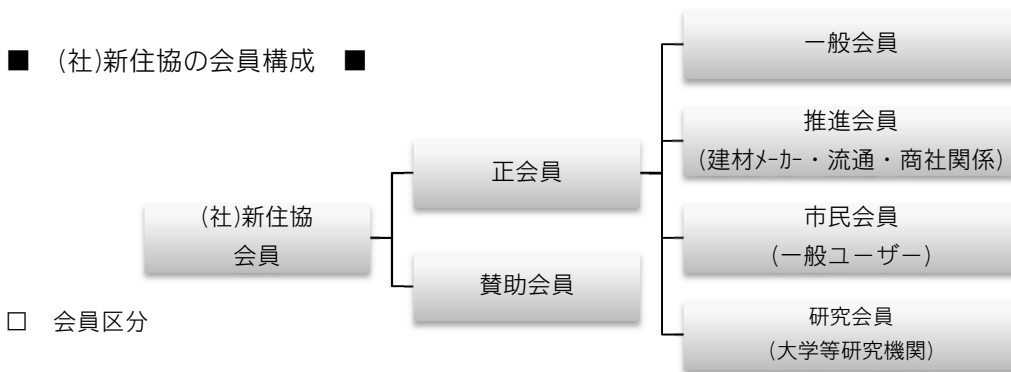 ■ (社)新住協の会員構成 ■
(社)新住協
会員
正会員
賛助会員
一般会員
推進会員
(建材ﾒｰｶｰ・流通・商社関係)
市民会員
(一般ユーザー)
研究会員
(大学等研究機関)
□ 会員区分